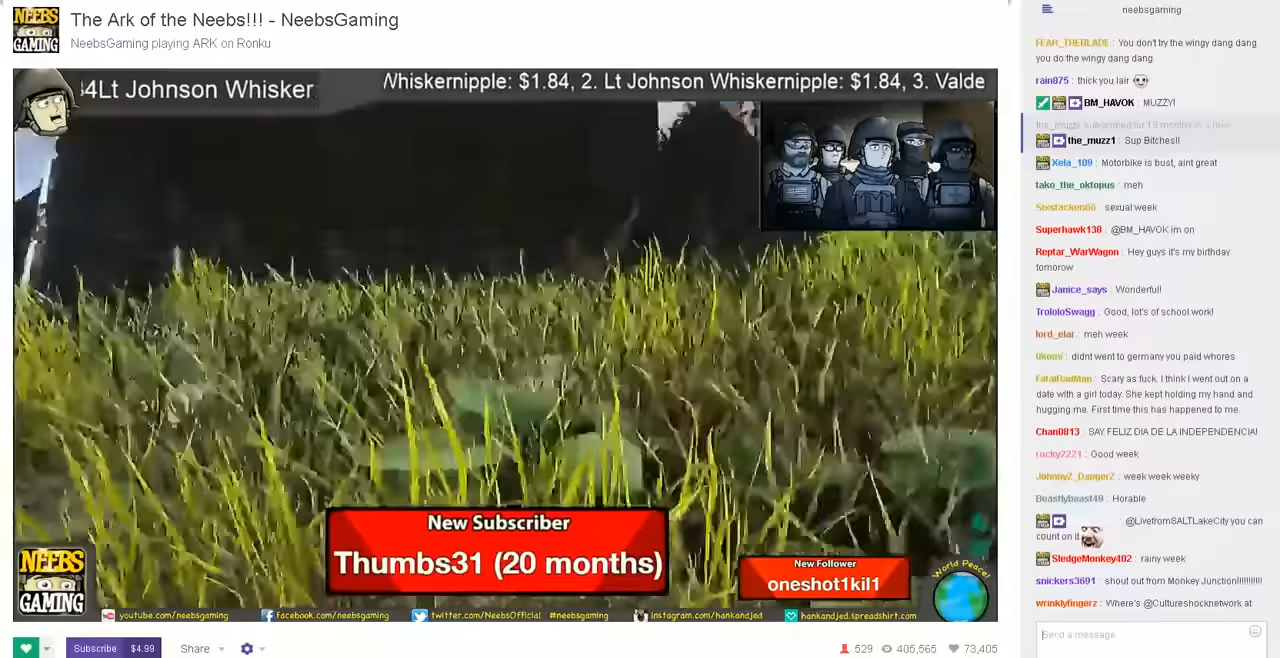 NEEBS
GAMING
The Ark of the Neebs!!! - NeebsGaming
NeebsGaming playing ARK on Ronku
4Lt Johnson Whisker
Whiskernipple: $1.84, 2. Lt Johnson Whiskernipple: $1.84, 3. Valde
New Subscriber
Thumbs31 (20 months)
New Follower
oneshot1kil1
World Peace!
NEEBS
GAMING
youtube.com/neebsgaming
facebook.com/neebsgaming
twitter.com/NeebsOfficial #neebsgaming
instagram.com/hankandjed
hankandjed.spreadshirt.com
Subscribe $4.99
Share
529 405,565 73,405
neebsgaming
FEAR_THEBLADE : You don't try the wingy dang dang
you do the wingy dang dang
rain875 : thick you lair
BM_HAVOK : MUZZY!
the_muzz1 : Sup Bitches!!
Xela_109 : Motorbike is bust, aint great
tako_the_oktopus : meh
sexual week
Superhawk138 : @BM_HAVOK im on
Reptar_WarWagon : Hey guys it's my birthday
tomorow
Janice_says : Wonderful!
TrololoSwagg : Good, lot's of school work!
lord_elar : meh week
didnt went to germany you paid whores
FatalRadMan : Scary as fuck, I think I went out on a
date with a girl today. She kept holding my hand and
hugging me. First time this has happened to me.
Chan0813 : SAY FELIZ DIA DE LA INDEPENDENCIA!
rucky2221 : Good week
JohnnyZ_DangerZ : week week weeky
Beastlybeast49 : Horable
: @LivefromSALTLakeCity you can
count on it
SledgeMonkey402 : rainy week
snickers3691 : shout out from Monkey Junction!!!!!!!!!!
wrinklyfingerz : Where's @Cultureshocknetwork at
Send a message